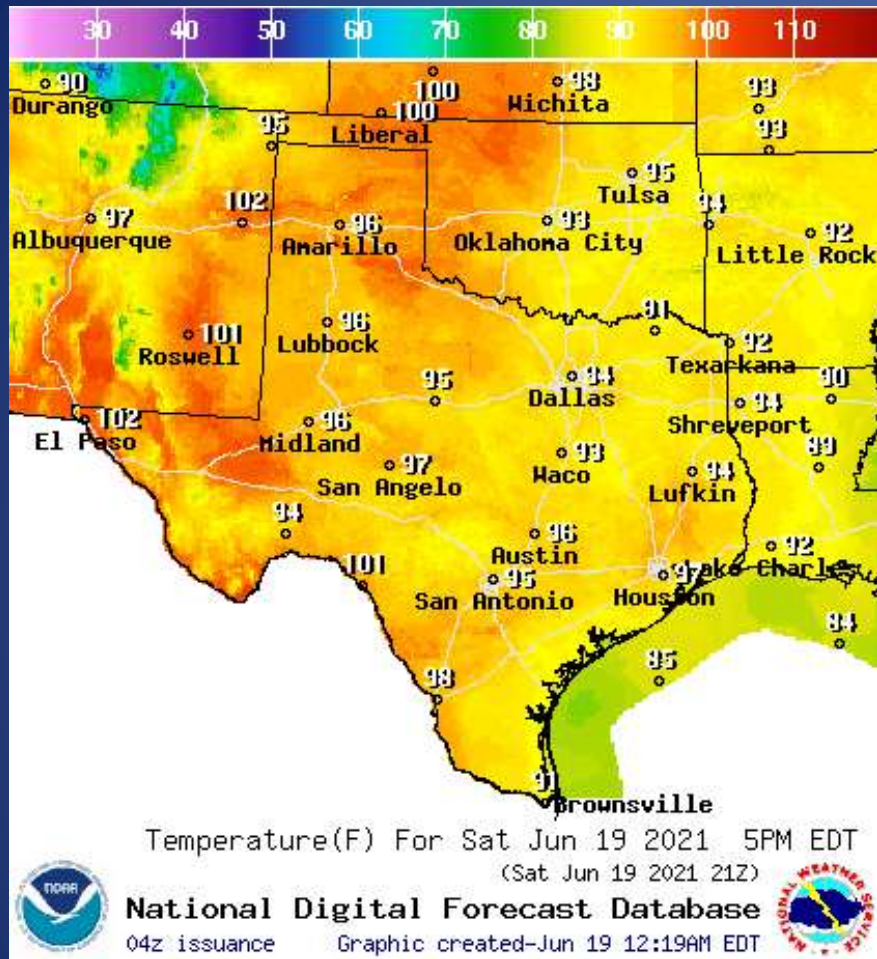 30 40 50 60 70 80 90 100 110
90
Durango
100
100
Liberal
98
Wichita
93
93
95
95
Tulsa
97
Albuquerque
102
96
Amarillo
93
Oklahoma City
94
92
Little Rock
101
Roswell
98
Lubbock
91
92
Texarkana
102
El Paso
96
Midland
95
94
Dallas
94
Shreveport
90
97
San Angelo
93
Waco
94
Lufkin
89
94
101
96
Austin
95
San Antonio
97
Houston
92
Lake Charles
98
85
84
91
Brownsville
Temperature(F) For Sat Jun 19 2021 5PM EDT
(Sat Jun 19 2021 21Z)
NOAA
National Digital Forecast Database
04z issuance Graphic created-Jun 19 12:19AM EDT
NATIONAL WEATHER SERVICE